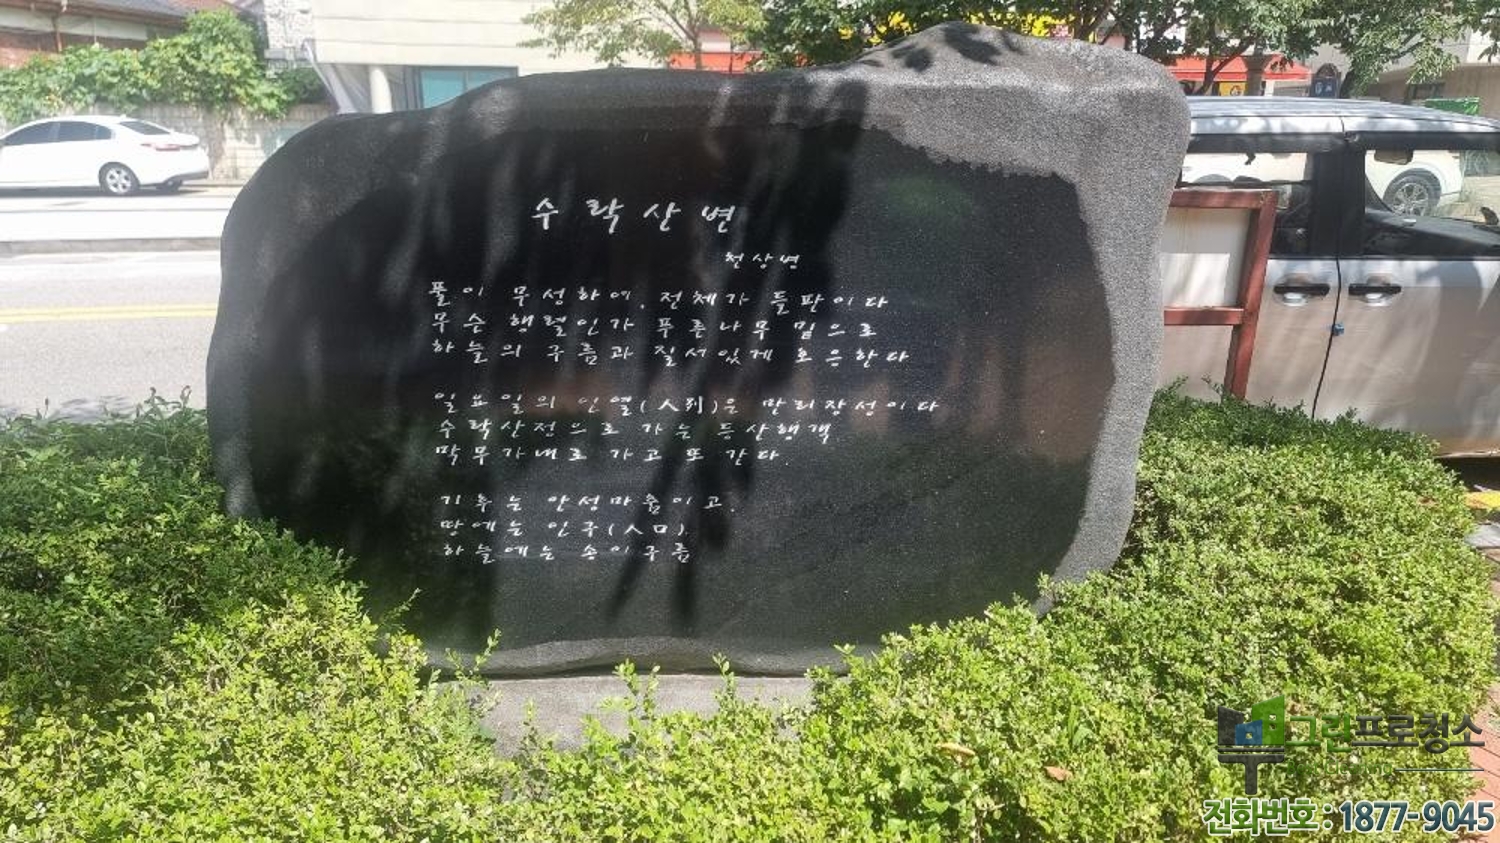 수락산변
천상병
풀이 무성하여, 전체가 들판이다.
무슨 행렬인가 푸른나무 밑으로
하늘의 구름과 질서있게 호응한다
일요일의 인열(人列)은 만리장성이다
수락산정으로 가는 등산행객
막무가내로 가고 또 간다.
기후는 안성마춤이고,
땅에는 인구(人口),
하늘에는 송이구름
그린프로칭소
전화번호 : 1877-9045